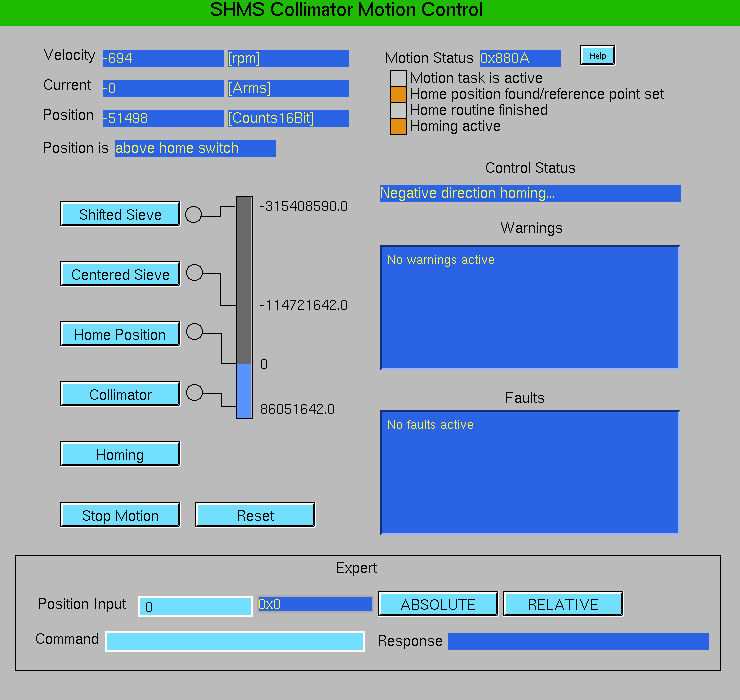 SHMS Collimator Motion Control
Velocity -694 [rpm]
Current -0 [Arms]
Position -51498 [Counts16Bit]
Position is above home switch
Motion Status 0x880A Help
Motion task is active
Home position found/reference point set
Home routine finished
Homing active
Control Status
Negative direction homing...
Warnings
No warnings active
Faults
No faults active
Shifted Sieve -315408590.0
Centered Sieve -114721642.0
Home Position 0
Collimator 86051642.0
Homing
Stop Motion Reset
Expert
Position Input 0 0x0 ABSOLUTE RELATIVE
Command Response